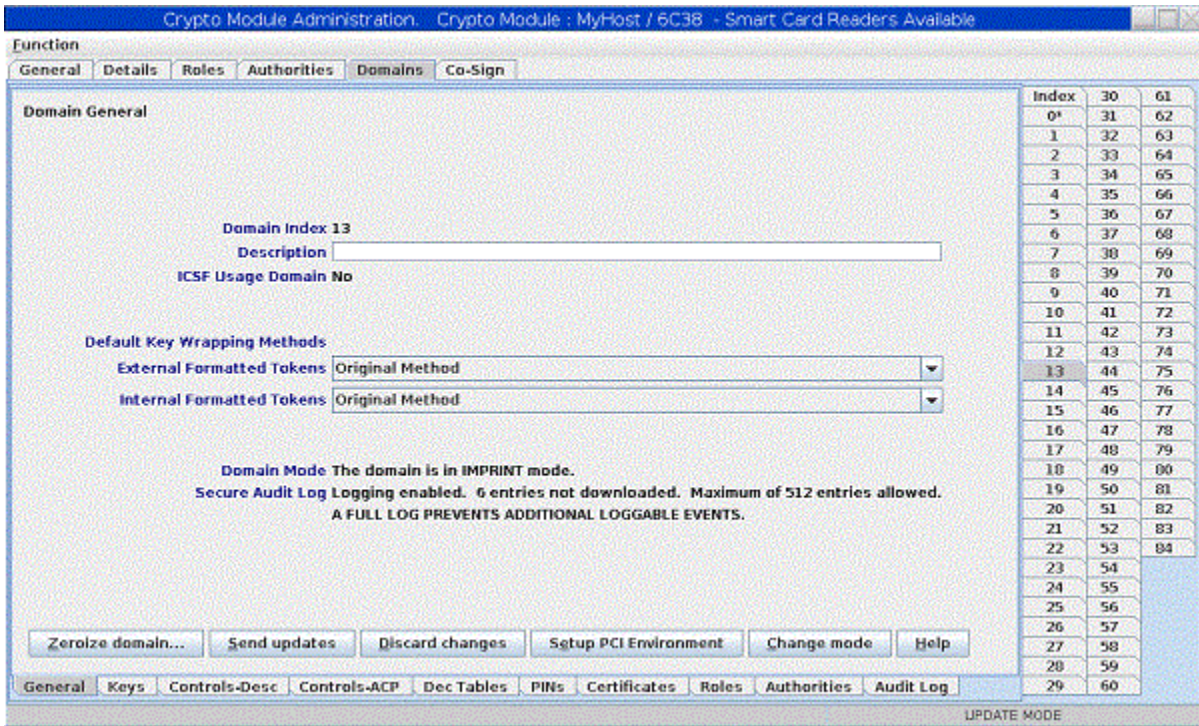 Crypto Module Administration. Crypto Module : MyHost / 6C38 - Smart Card Readers Available
Function
General Details Roles Authorities Domains Co-Sign
Domain General
Domain Index 13
Description
ICSF Usage Domain No
Default Key Wrapping Methods
External Formatted Tokens Original Method
Internal Formatted Tokens Original Method
Domain Mode The domain is in IMPRINT mode.
Secure Audit Log Logging enabled. 6 entries not downloaded. Maximum of 512 entries allowed.
A FULL LOG PREVENTS ADDITIONAL LOGGABLE EVENTS.
Zeroize domain... Send updates Discard changes Setup PCI Environment Change mode Help
General Keys Controls-Desc Controls-ACP Dec Tables PINs Certificates Roles Authorities Audit Log
Index 30 61
0* 31 62
1 32 63
2 33 64
3 34 65
4 35 66
5 36 67
6 37 68
7 38 69
8 39 70
9 40 71
10 41 72
11 42 73
12 43 74
13 44 75
14 45 76
15 46 77
16 47 78
17 48 79
18 49 80
19 50 81
20 51 82
21 52 83
22 53 84
23 54
24 55
25 56
26 57
27 58
28 59
29 60
UPDATE MODE